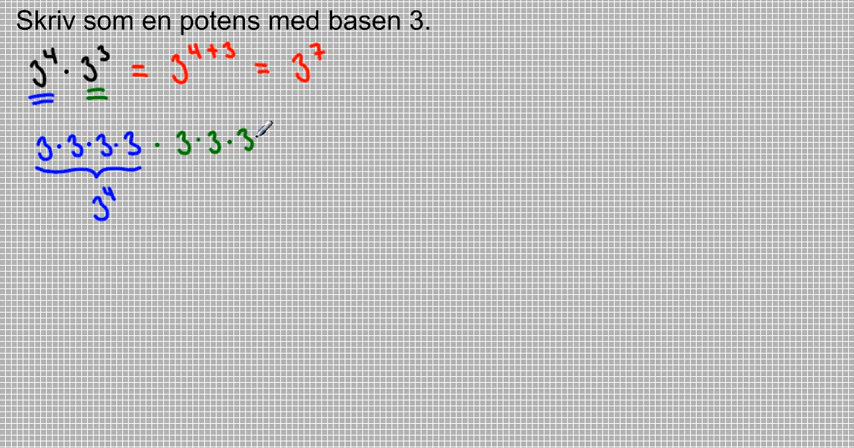 Skriv som en potens med basen 3.
3⁴ · 3³ = 3⁴⁺³ = 3⁷
3·3·3·3 · 3·3·3
3⁴